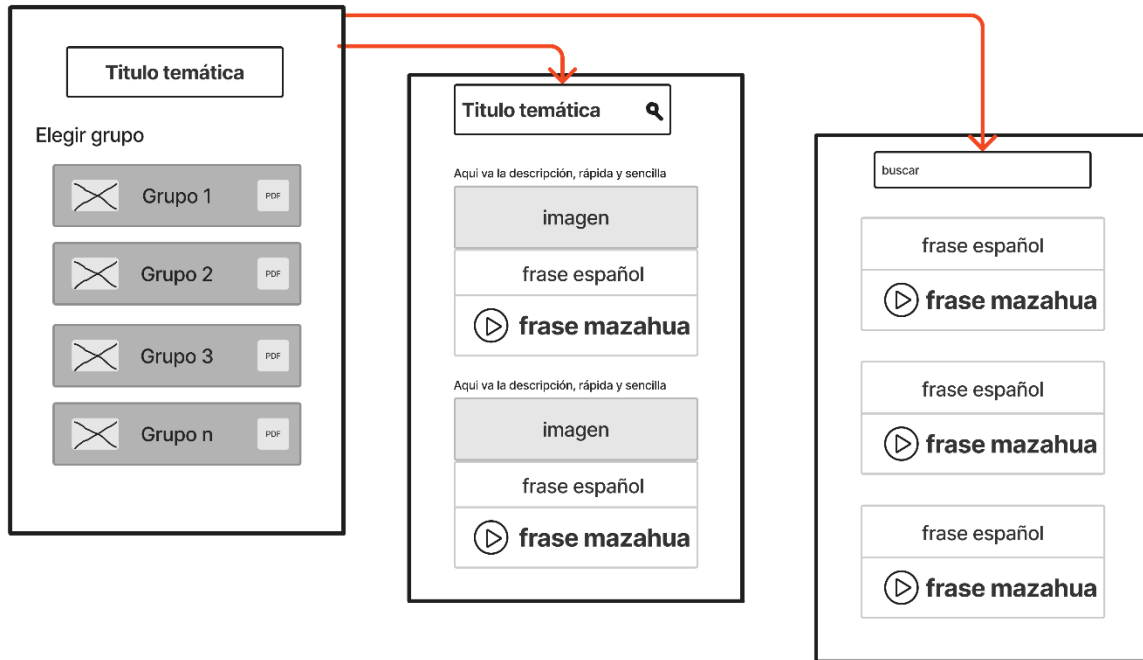 Titulo temática
Elegir grupo
Grupo 1
PDF
Grupo 2
PDF
Grupo 3
PDF
Grupo n
PDF
Titulo temática
Aqui va la descripción, rápida y sencilla
imagen
frase español
frase mazahua
Aqui va la descripción, rápida y sencilla
imagen
frase español
frase mazahua
buscar
frase español
frase mazahua
frase español
frase mazahua
frase español
frase mazahua